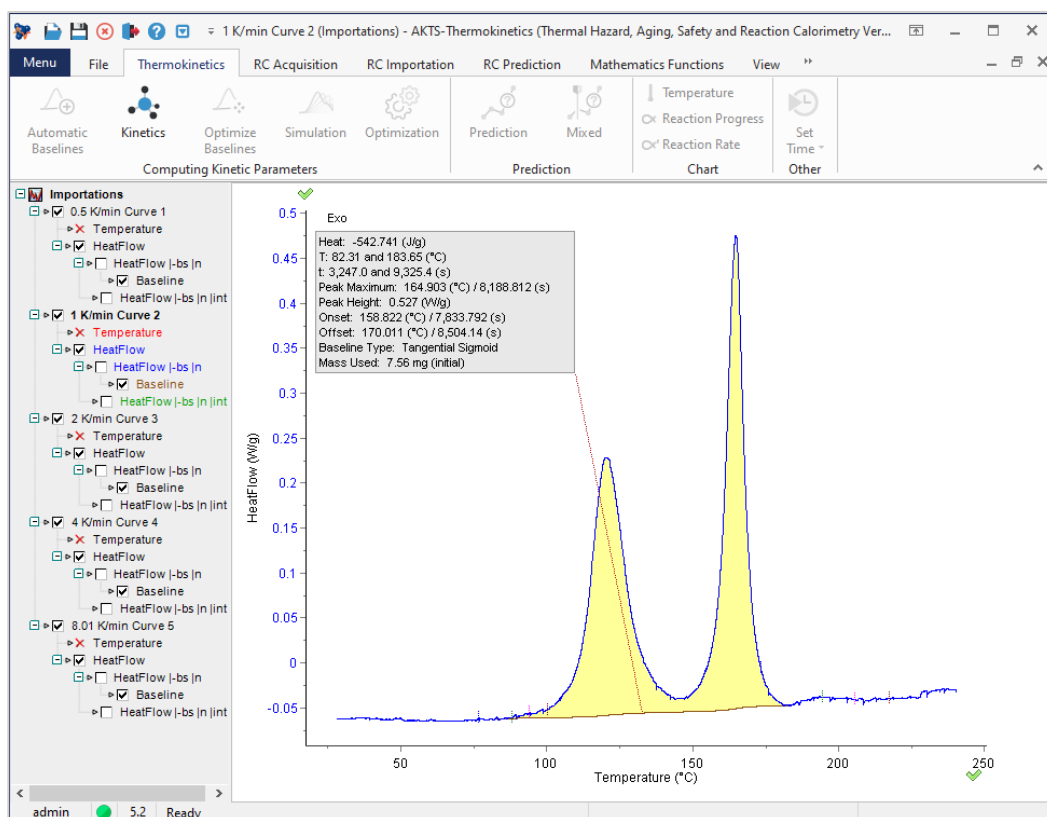 1 K/min Curve 2 (Importations) - AKTS-Thermokinetics (Thermal Hazard, Aging, Safety and Reaction Calorimetry Ver...
Menu File Thermokinetics RC Acquisition RC Importation RC Prediction Mathematics Functions View
Automatic Baselines
Kinetics
Optimize Baselines
Simulation
Optimization
Prediction
Mixed
Temperature
Reaction Progress
Reaction Rate
Set Time
Computing Kinetic Parameters
Prediction
Chart
Other
Importations
0.5 K/min Curve 1
Temperature
HeatFlow
HeatFlow |-bs |n
Baseline
HeatFlow |-bs |n |int
1 K/min Curve 2
Temperature
HeatFlow
HeatFlow |-bs |n
Baseline
HeatFlow |-bs |n |int
2 K/min Curve 3
Temperature
HeatFlow
HeatFlow |-bs |n
Baseline
HeatFlow |-bs |n |int
4 K/min Curve 4
Temperature
HeatFlow
HeatFlow |-bs |n
Baseline
HeatFlow |-bs |n |int
8.01 K/min Curve 5
Temperature
HeatFlow
HeatFlow |-bs |n
Baseline
HeatFlow |-bs |n |int
Exo
Heat: -542.741 (J/g)
T: 82.31 and 183.65 (°C)
t: 3,247.0 and 9,325.4 (s)
Peak Maximum: 164.903 (°C) / 8,188.812 (s)
Peak Height: 0.527 (W/g)
Onset: 158.822 (°C) / 7,833.792 (s)
Offset: 170.011 (°C) / 8,504.14 (s)
Baseline Type: Tangential Sigmoid
Mass Used: 7.56 mg (initial)
HeatFlow (W/g)
0.5
0.45
0.4
0.35
0.3
0.25
0.2
0.15
0.1
0.05
0
-0.05
50 100 150 200 250
Temperature (°C)
admin 5.2 Ready